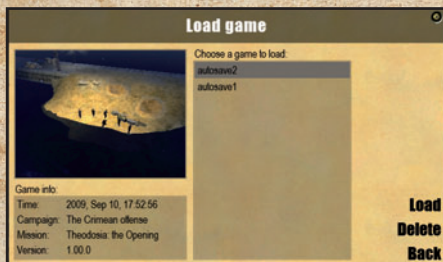 Load game
Choose a game to load:
autosave2
autosave1
Game info:
Time: 2009, Sep 10, 17:52:56
Campaign: The Crimean offense
Mission: Theodosia: the Opening
Version: 1.00.0
Load
Delete
Back